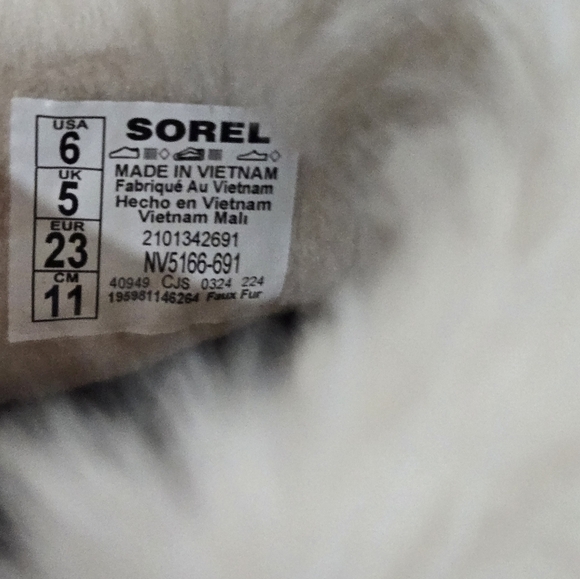 USA
6
UK
5
EUR
23
CM
11
SOREL
MADE IN VIETNAM
Fabriqué Au Vietnam
Hecho en Vietnam
Vietnam Malı
2101342691
NV5166-691
40949 CJS 0324 224
195981146264 Faux Fur